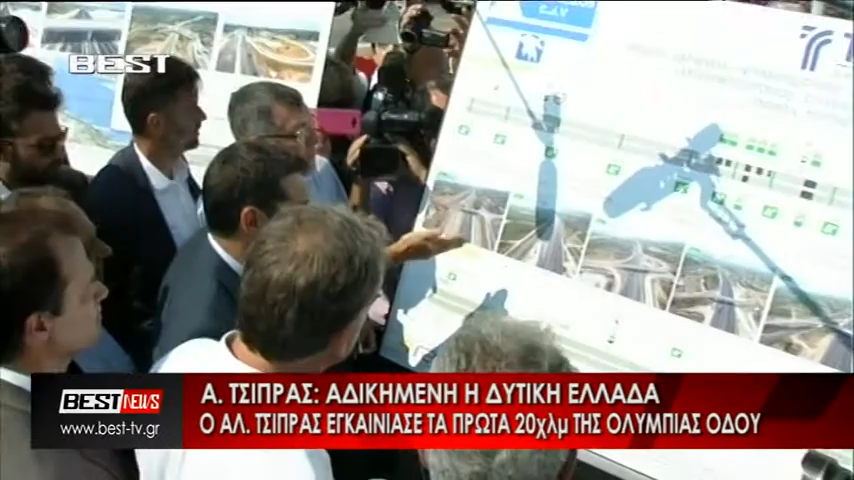 BEST
BEST NEWS
www.best-tv.gr
Α. ΤΣΙΠΡΑΣ: ΑΔΙΚΗΜΕΝΗ Η ΔΥΤΙΚΗ ΕΛΛΑΔΑ
Ο ΑΛ. ΤΣΙΠΡΑΣ ΕΓΚΑΙΝΙΑΣΕ ΤΑ ΠΡΩΤΑ 20χλμ ΤΗΣ ΟΛΥΜΠΙΑΣ ΟΔΟΥ